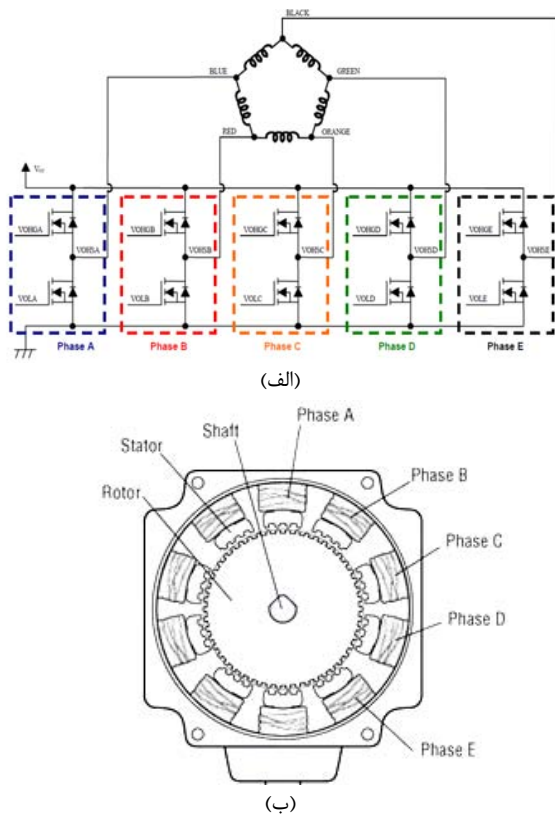 BLACK
BLUE
GREEN
RED
ORANGE
VOHGA
VOHSA
VOHGB
VOHSB
VOHGC
VOHSC
VOHGD
VOHSD
VOHGE
VOHSE
VOLA
VOLB
VOLC
VOLD
VOLE
Phase A
Phase B
Phase C
Phase D
Phase E
(الف)
Phase A
Shaft
Stator
Rotor
Phase B
Phase C
Phase D
Phase E
(ب)